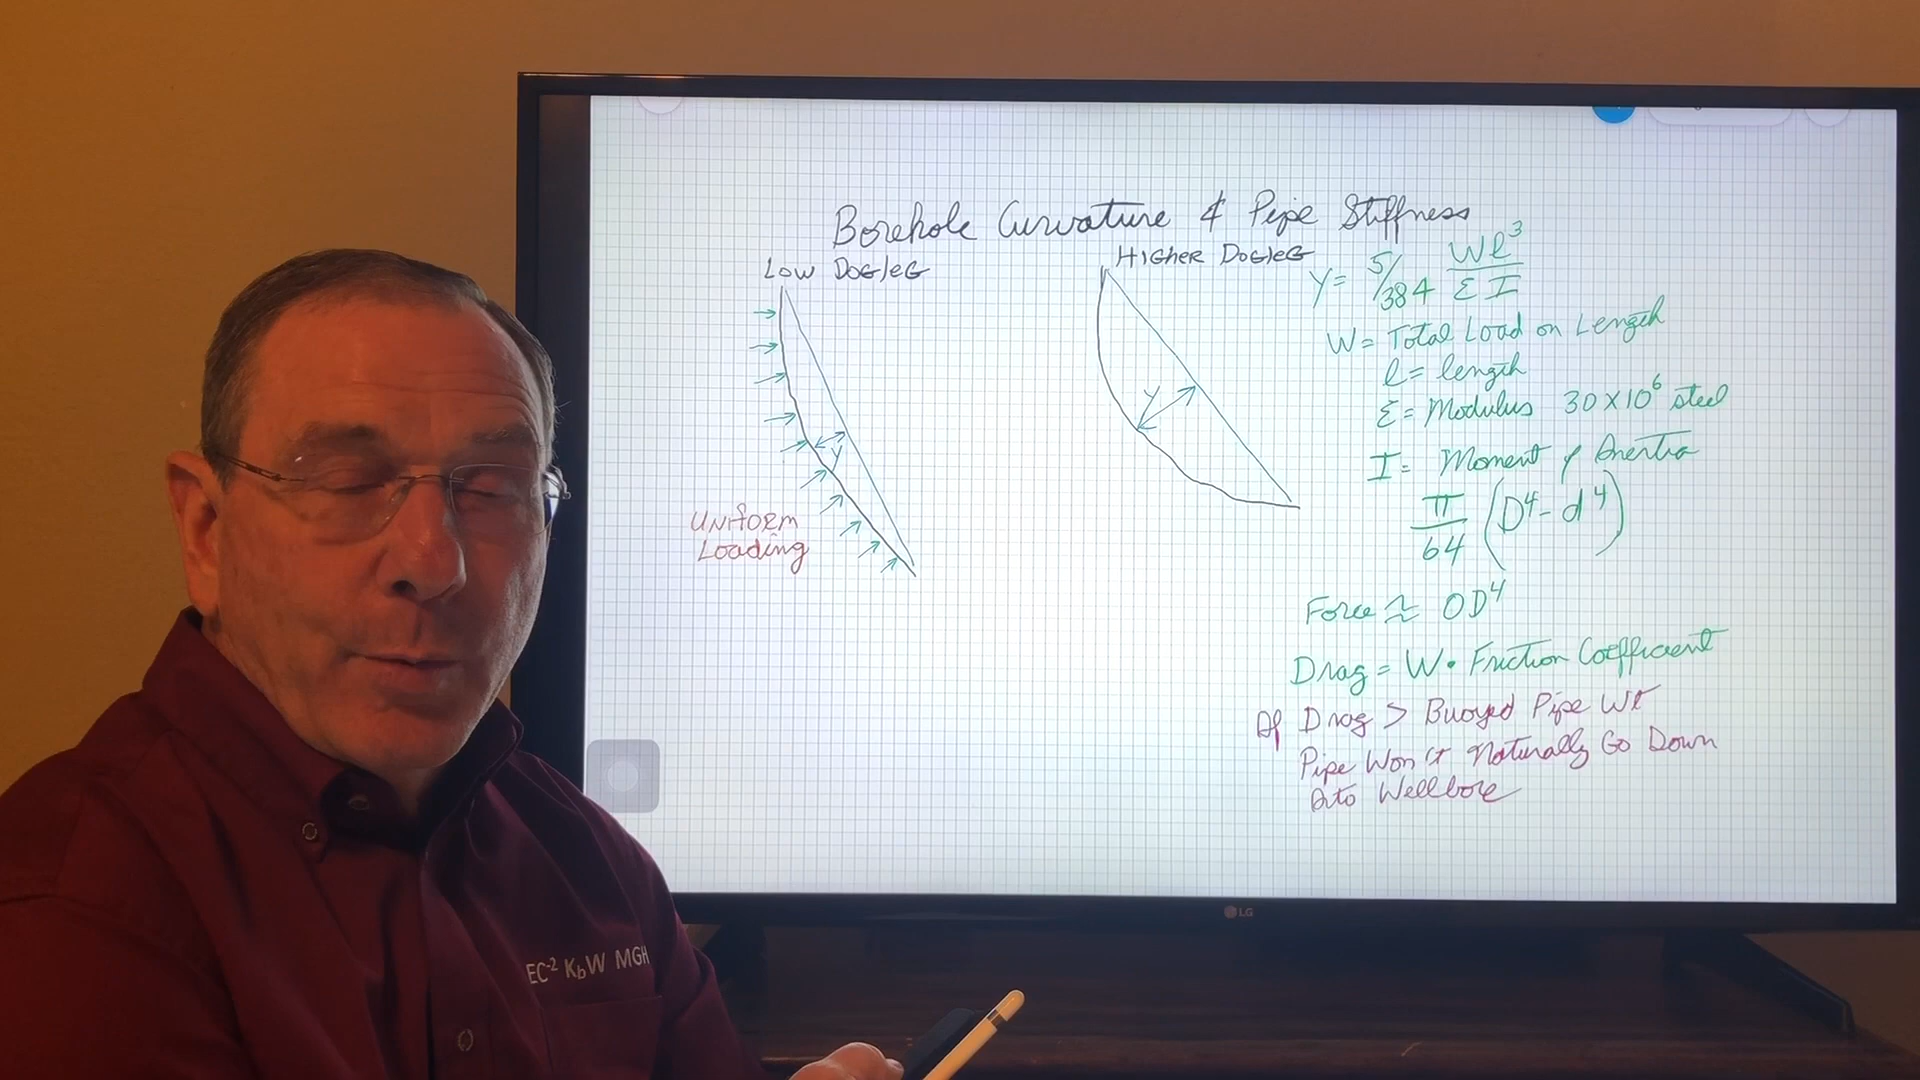 Borehole Curvature & Pipe Stiffness
Low Dogleg
Higher Dogleg
Y = 5/384 Wl³/EI
W = Total Load on Length
l = length
E = Modulus 30X10⁶ steel
I = Moment of Inertia
π/64 (D⁴ - d⁴)
Y
Y
Uniform
Loading
Force ≈ OD⁴
Drag = W • Friction Coefficient
If Drag > Buoyed Pipe Wt
Pipe Won't Naturally Go Down
Into Wellbore
LG
EC⁻² KbW MGH